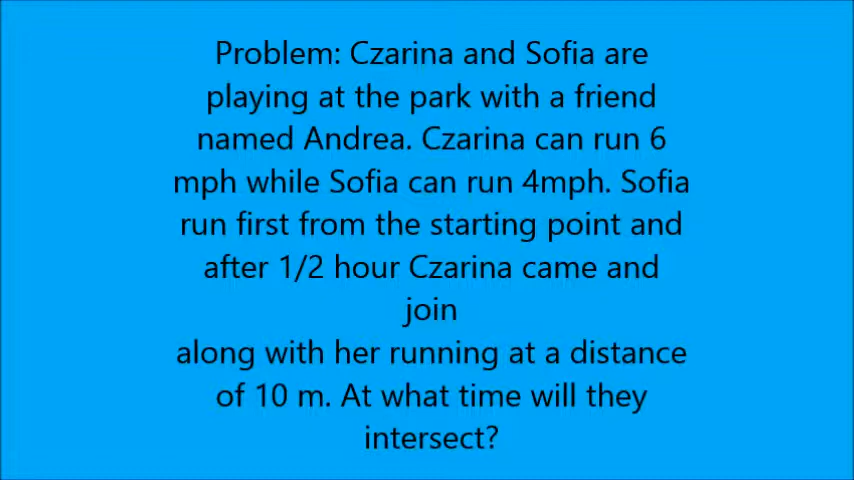 Problem: Czarina and Sofia are
playing at the park with a friend
named Andrea. Czarina can run 6
mph while Sofia can run 4mph. Sofia
run first from the starting point and
after 1/2 hour Czarina came and
join
along with her running at a distance
of 10 m. At what time will they
intersect?